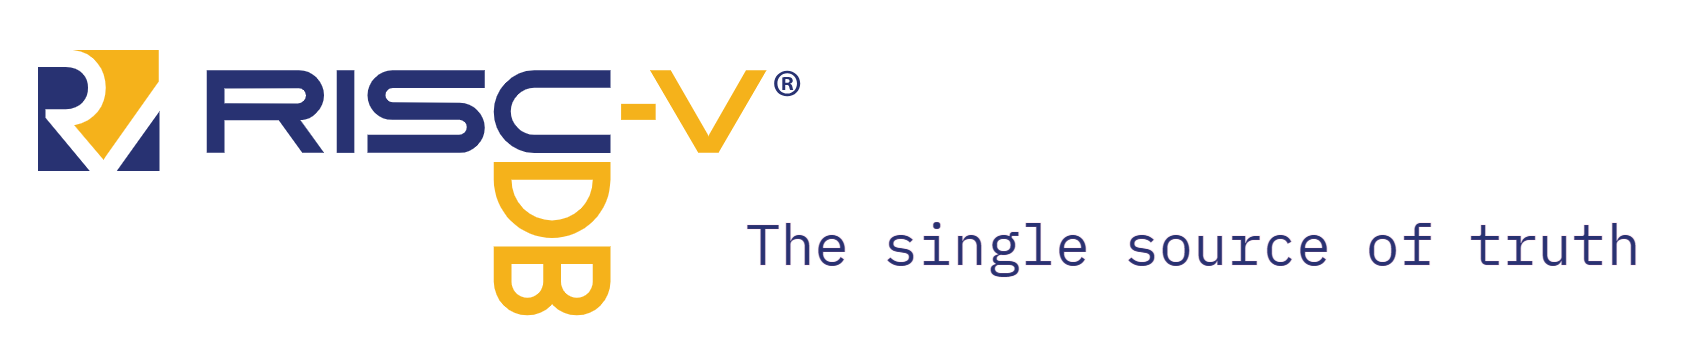 RISC-V®
DB
The single source of truth